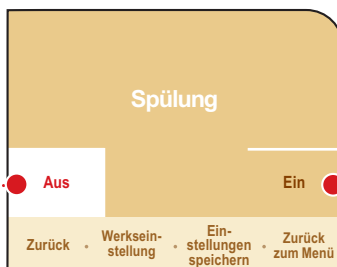 Spülung
Aus
Ein
Zurück
Werksein-
stellung
Ein-
stellungen
speichern
Zurück
zum Menü